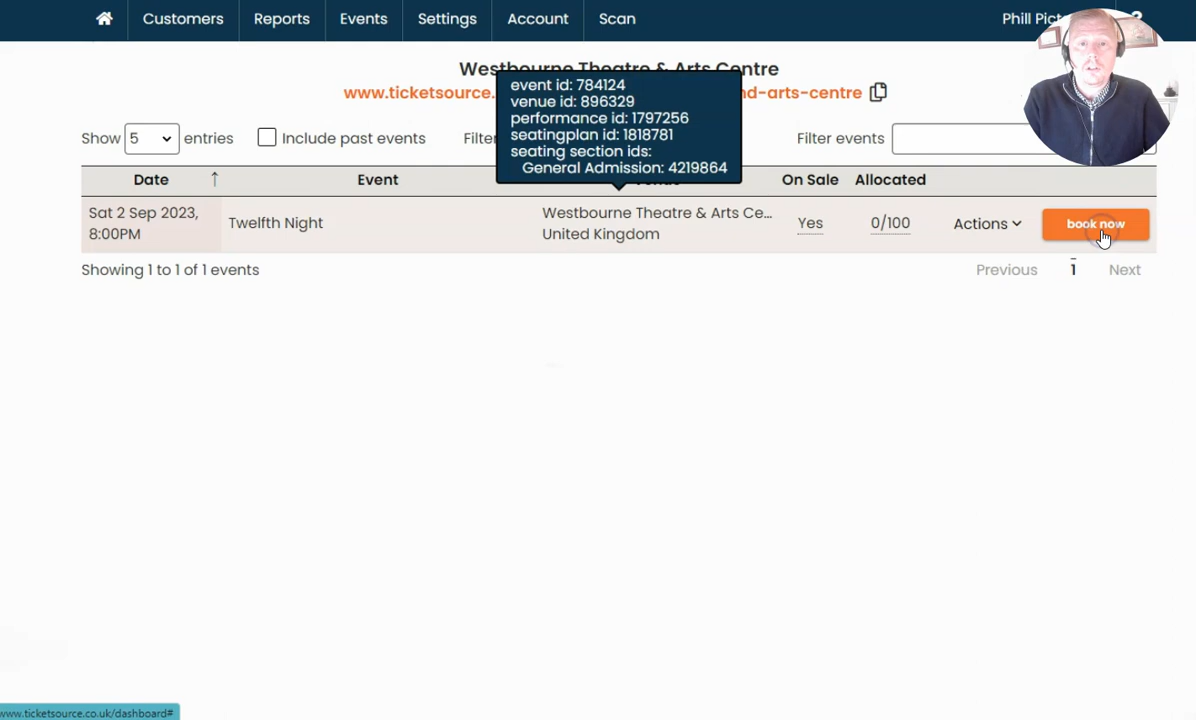 Customers Reports Events Settings Account Scan Phill
Westbourne Theatre & Arts Centre
www.ticketsource. nd-arts-centre
event id: 784124
venue id: 896329
performance id: 1797256
seatingplan id: 1818781
seating section ids:
General Admission: 4219864
Show 5 entries Include past events Filter events
Date Event On Sale Allocated
Sat 2 Sep 2023,
8:00PM
Twelfth Night
Westbourne Theatre & Arts Ce...
United Kingdom
Yes 0/100 Actions book now
Showing 1 to 1 of 1 events Previous 1 Next
www.ticketsource.co.uk/dashboard#